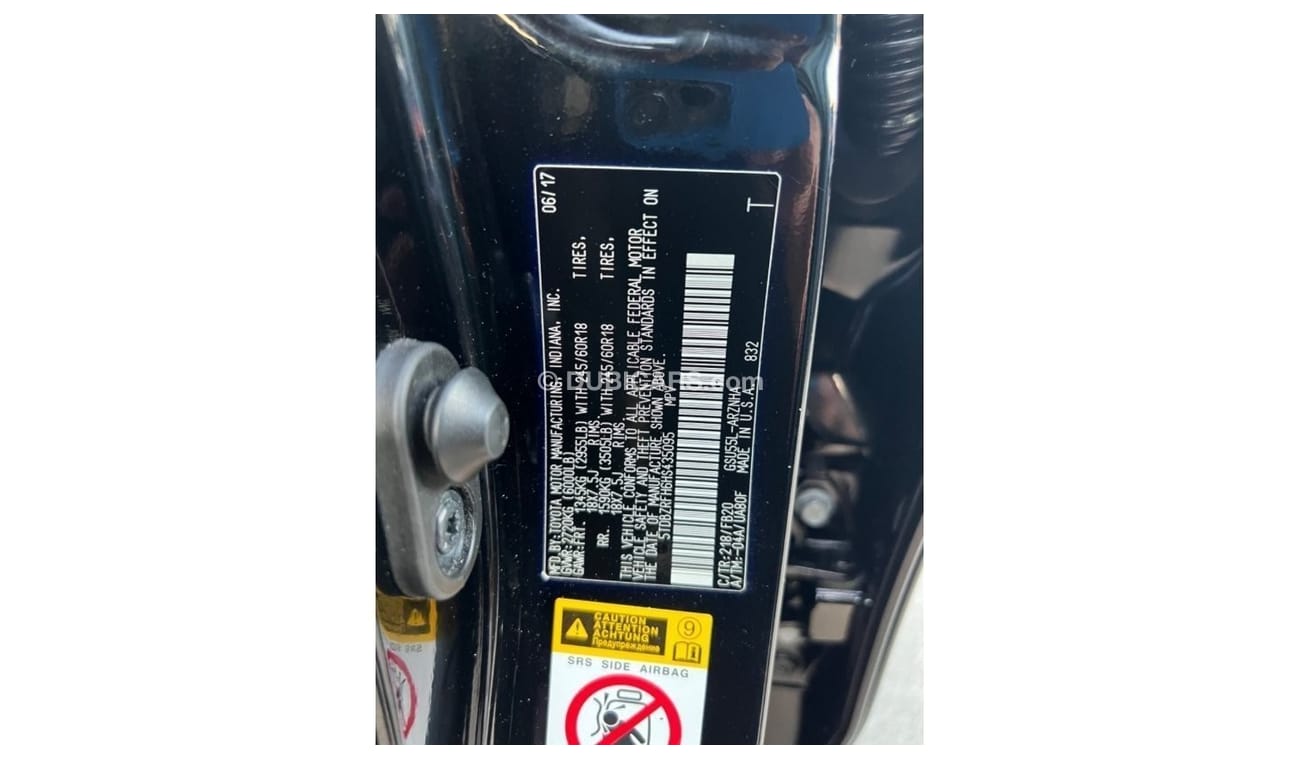 MFD.BY:TOYOTA MOTOR MANUFACTURING, INDIANA, INC. 06/17
GVWR:2720KG (6000LB)
GAWR:FRT. 1345KG (2955LB) WITH 245/60R18 TIRES,
18X7.5J RIMS.
RR. 1590KG (3505LB) WITH 245/60R18 TIRES,
18X7.5J RIMS.
THIS VEHICLE CONFORMS TO ALL APPLICABLE FEDERAL MOTOR
VEHICLE SAFETY AND THEFT PREVENTION STANDARDS IN EFFECT ON
THE DATE OF MANUFACTURE SHOWN ABOVE.
5TDBZRFH6HS435095 MPV
C/TR:218/FB20 GSU55L-ARZNHA
A/TM:-04A/UA80F MADE IN U.S.A. 832
T
© DUBICARS.com
CAUTION
ATTENTION
ACHTUNG
Предупреждение
9
SRS SIDE AIRBAG